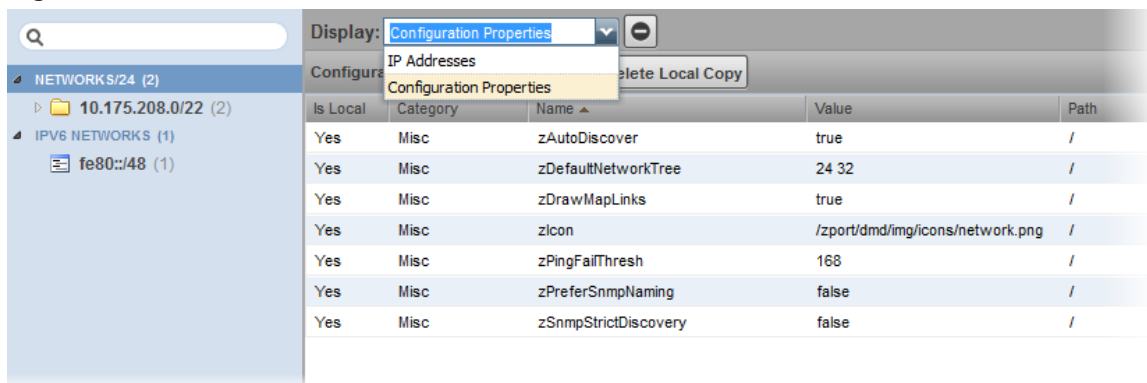 Display: Configuration Properties
IP Addresses
Configuration Properties
Configura elete Local Copy
NETWORKS/24 (2)
10.175.208.0/22 (2)
IPV6 NETWORKS (1)
fe80::/48 (1)
Is Local Category Name Value Path
Yes Misc zAutoDiscover true /
Yes Misc zDefaultNetworkTree 24 32 /
Yes Misc zDrawMapLinks true /
Yes Misc zIcon /zport/dmd/img/icons/network.png /
Yes Misc zPingFailThresh 168 /
Yes Misc zPreferSnmpNaming false /
Yes Misc zSnmpStrictDiscovery false /